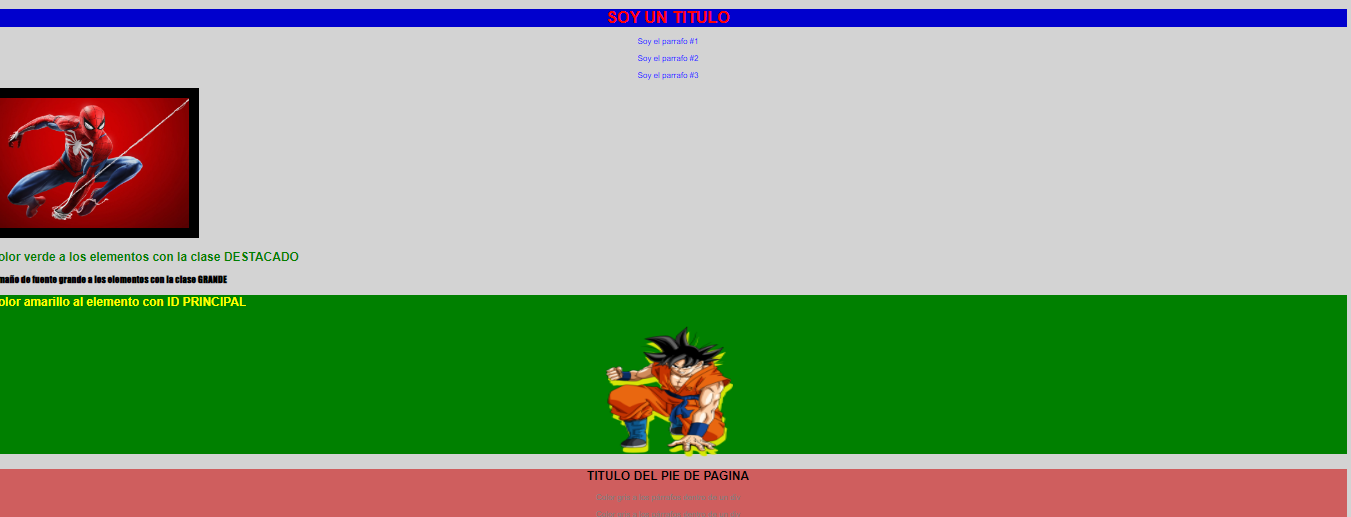 SOY UN TITULO
Soy el parrafo #1
Soy el parrafo #2
Soy el parrafo #3
olor verde a los elementos con la clase DESTACADO
maño de fuente grande a los elementos con la clase GRANDE
olor amarillo al elemento con ID PRINCIPAL
TITULO DEL PIE DE PAGINA